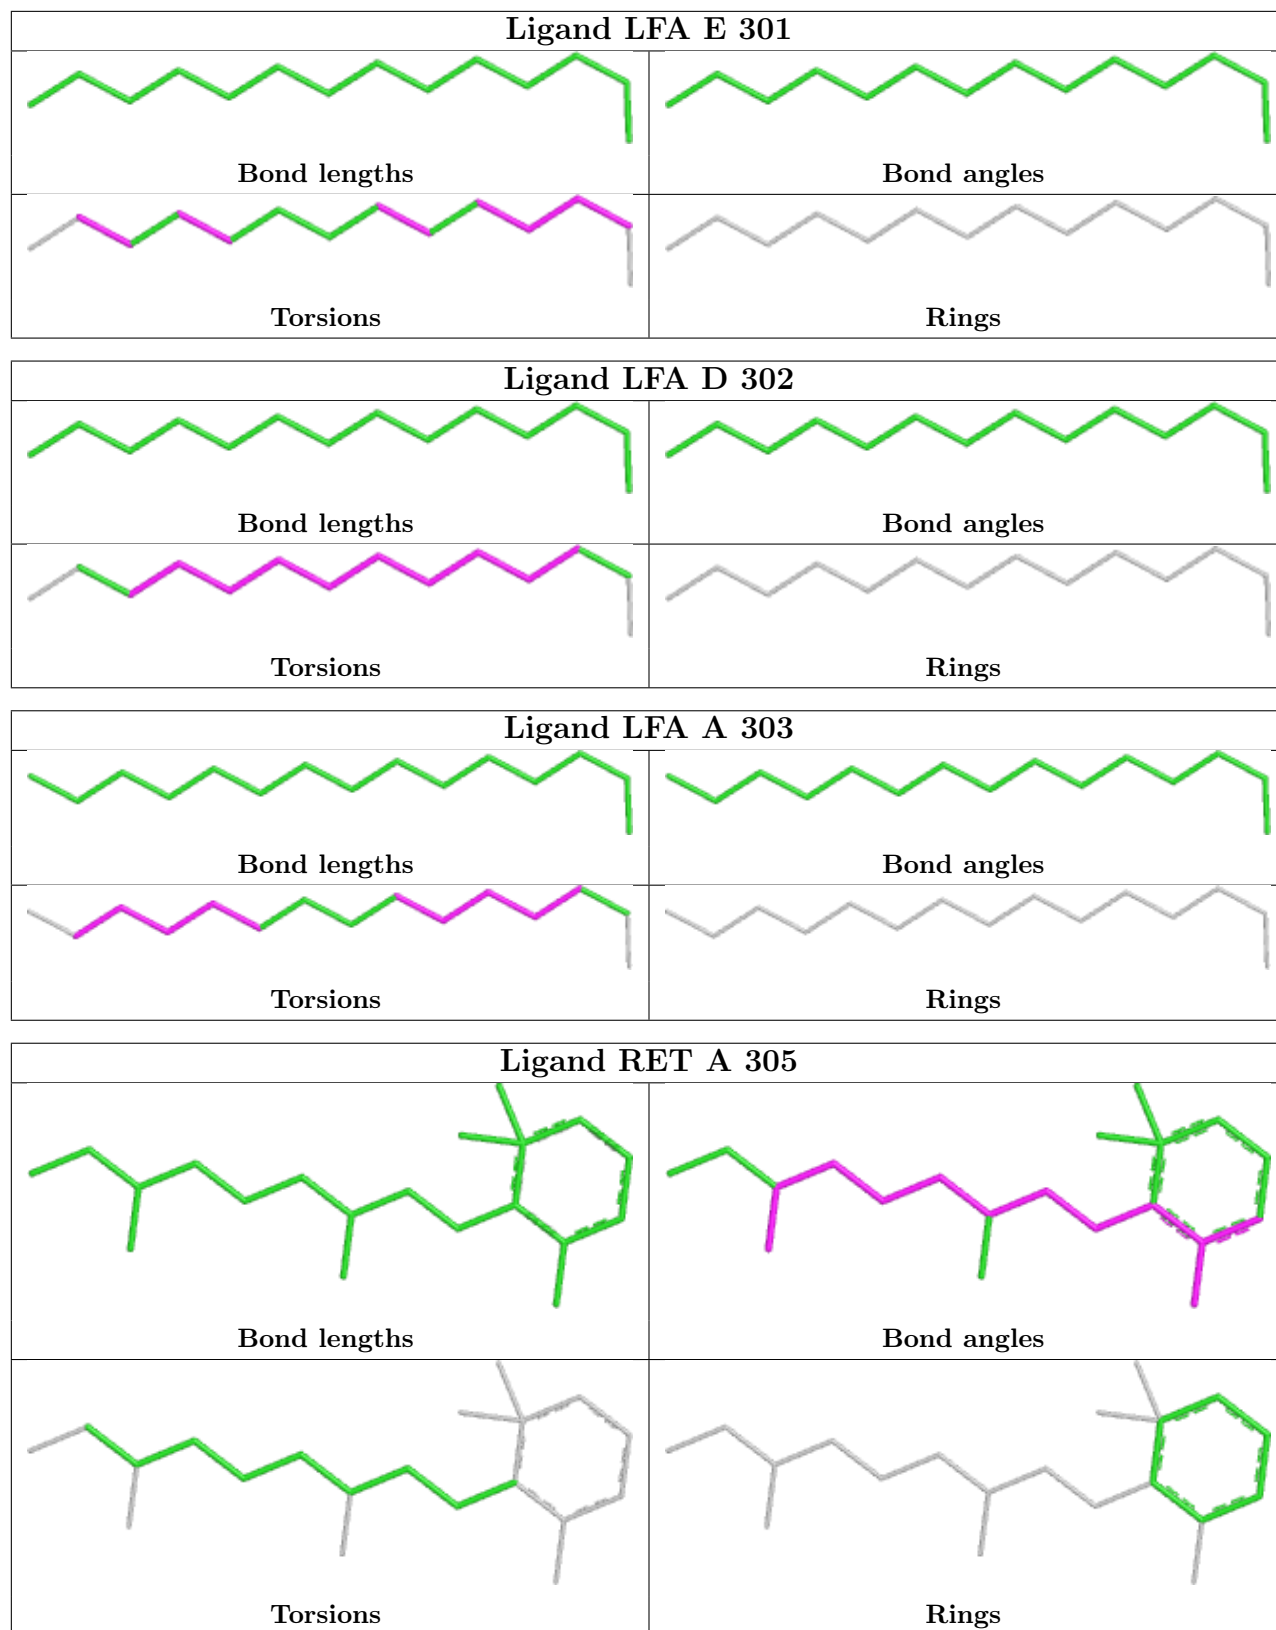 Ligand LFA E 301
Bond lengths Bond angles
Torsions Rings
Ligand LFA D 302
Bond lengths Bond angles
Torsions Rings
Ligand LFA A 303
Bond lengths Bond angles
Torsions Rings
Ligand RET A 305
Bond lengths Bond angles
Torsions Rings